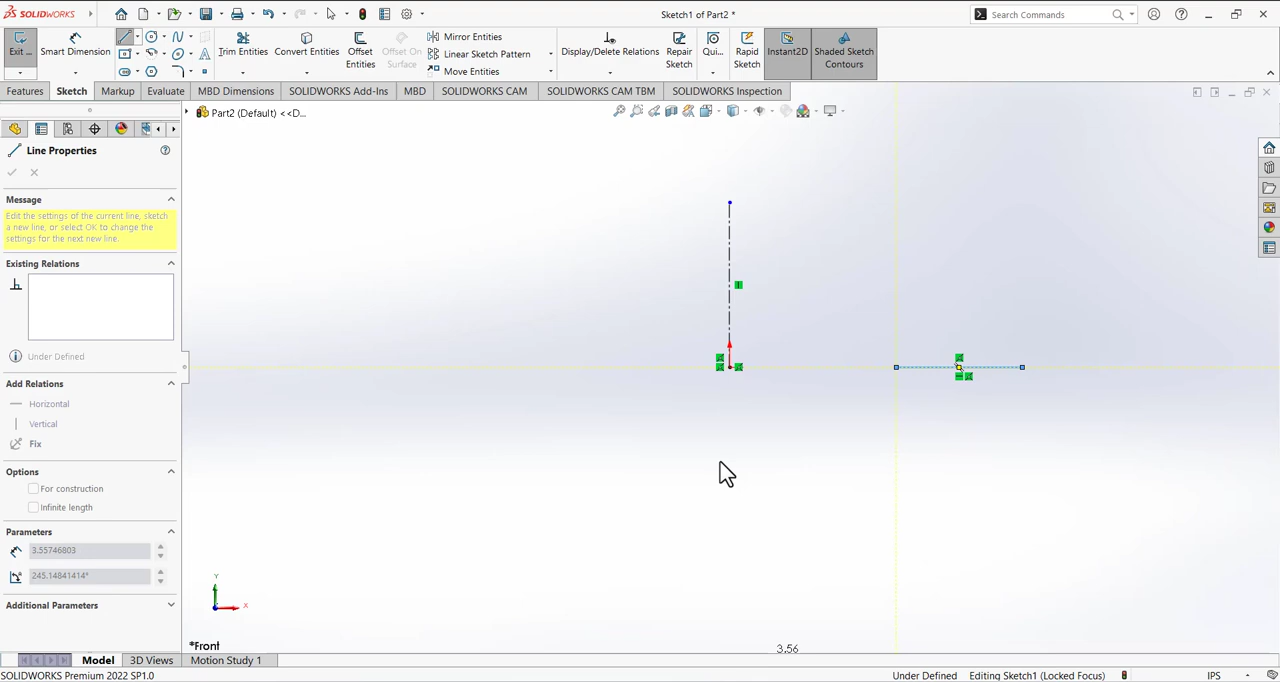 SOLIDWORKS
Sketch1 of Part2 *
Search Commands
Exit ...
Smart Dimension
Trim Entities
Convert Entities
Offset Entities
Offset On Surface
Mirror Entities
Linear Sketch Pattern
Move Entities
Display/Delete Relations
Repair Sketch
Qui...
Rapid Sketch
Instant2D
Shaded Sketch Contours
Features
Sketch
Markup
Evaluate
MBD Dimensions
SOLIDWORKS Add-Ins
MBD
SOLIDWORKS CAM
SOLIDWORKS CAM TBM
SOLIDWORKS Inspection
Part2 (Default) <<D...
Line Properties
Message
Edit the settings of the current line, sketch
a new line, or select OK to change the
settings for the next new line.
Existing Relations
Under Defined
Add Relations
Horizontal
Vertical
Fix
Options
For construction
Infinite length
Parameters
3.55746803
245.14841414°
Additional Parameters
Y
X
*Front
3.56
Model
3D Views
Motion Study 1
SOLIDWORKS Premium 2022 SP1.0
Under Defined
Editing Sketch1 (Locked Focus)
IPS